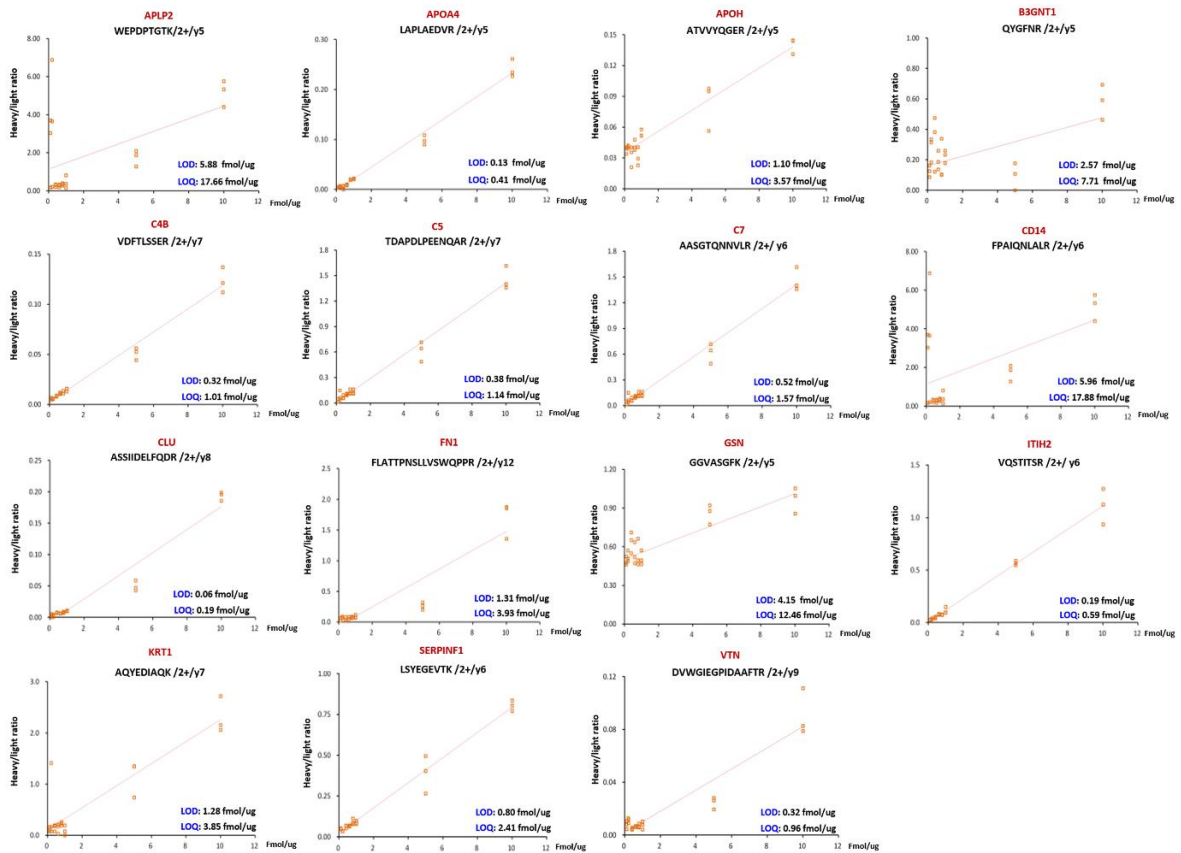 APLP2
WEPDPTGTK/2+/y5
Heavy/light ratio
8.00
6.00
4.00
2.00
0.00
LOD: 5.88 fmol/ug
LOQ: 17.66 fmol/ug
0 2 4 6 8 10 12
APOA4
LAPLAEDVR /2+/y5
Heavy/light ratio
0.30
0.20
0.10
0.00
LOD: 0.13 fmol/ug
LOQ: 0.41 fmol/ug
0 2 4 6 8 10 12
APOH
ATVVYQGER /2+/y5
Heavy/light ratio
0.15
0.12
0.09
0.06
0.03
0.00
LOD: 1.10 fmol/ug
LOQ: 3.57 fmol/ug
0 2 4 6 8 10 12
B3GNT1
QYGFNR /2+/y5
Heavy/light ratio
1.00
0.80
0.60
0.40
0.20
0.00
LOD: 2.57 fmol/ug
LOQ: 7.71 fmol/ug
0 2 4 6 8 10 12 Fmol/ug
C4B
VDFTLSSER /2+/y7
Heavy/light ratio
0.15
0.10
0.05
0.00
LOD: 0.32 fmol/ug
LOQ: 1.01 fmol/ug
0 2 4 6 8 10 12
C5
TDAPDLPEENQAR /2+/y7
Heavy/light ratio
1.8
1.5
1.2
0.9
0.6
0.3
0.0
LOD: 0.38 fmol/ug
LOQ: 1.14 fmol/ug
0 2 4 6 8 10 12
C7
AASGTQNNVLR /2+/ y6
Heavy/light ratio
1.8
1.5
1.2
0.9
0.6
0.3
0.0
LOD: 0.52 fmol/ug
LOQ: 1.57 fmol/ug
0 2 4 6 8 10 12
CD14
FPAIQNLALR /2+/y6
Heavy/light ratio
8.00
6.00
4.00
2.00
0.00
LOD: 5.96 fmol/ug
LOQ: 17.88 fmol/ug
0 2 4 6 8 10 12 Fmol/ug
CLU
ASSIIDELFQDR /2+/y8
Heavy/light ratio
0.25
0.20
0.15
0.10
0.05
0.00
LOD: 0.06 fmol/ug
LOQ: 0.19 fmol/ug
0 2 4 6 8 10 12
FN1
FLATTPNSLLVSWQPPR /2+/y12
Heavy/light ratio
2.5
2.0
1.5
1.0
0.5
0.0
LOD: 1.31 fmol/ug
LOQ: 3.93 fmol/ug
0 2 4 6 8 10 12
GSN
GGVASGFK /2+/y5
Heavy/light ratio
1.20
0.90
0.60
0.30
0.00
LOD: 4.15 fmol/ug
LOQ: 12.46 fmol/ug
0 2 4 6 8 10 12
ITIH2
VQSTITSR /2+/ y6
Heavy/light ratio
1.5
1.0
0.5
0.0
LOD: 0.19 fmol/ug
LOQ: 0.59 fmol/ug
0 2 4 6 8 10 12 Fmol/ug
KRT1
AQYEDIAQK /2+/y7
Heavy/light ratio
3.0
2.0
1.0
0.0
LOD: 1.28 fmol/ug
LOQ: 3.85 fmol/ug
0 2 4 6 8 10 12
SERPINF1
LSYEGEVTK /2+/y6
Heavy/light ratio
1.00
0.75
0.50
0.25
0.00
LOD: 0.80 fmol/ug
LOQ: 2.41 fmol/ug
0 2 4 6 8 10 12
VTN
DVWGIEGPIDAAFTR /2+/y9
Heavy/light ratio
0.12
0.08
0.04
0.00
LOD: 0.32 fmol/ug
LOQ: 0.96 fmol/ug
0 2 4 6 8 10 12 Fmol/ug